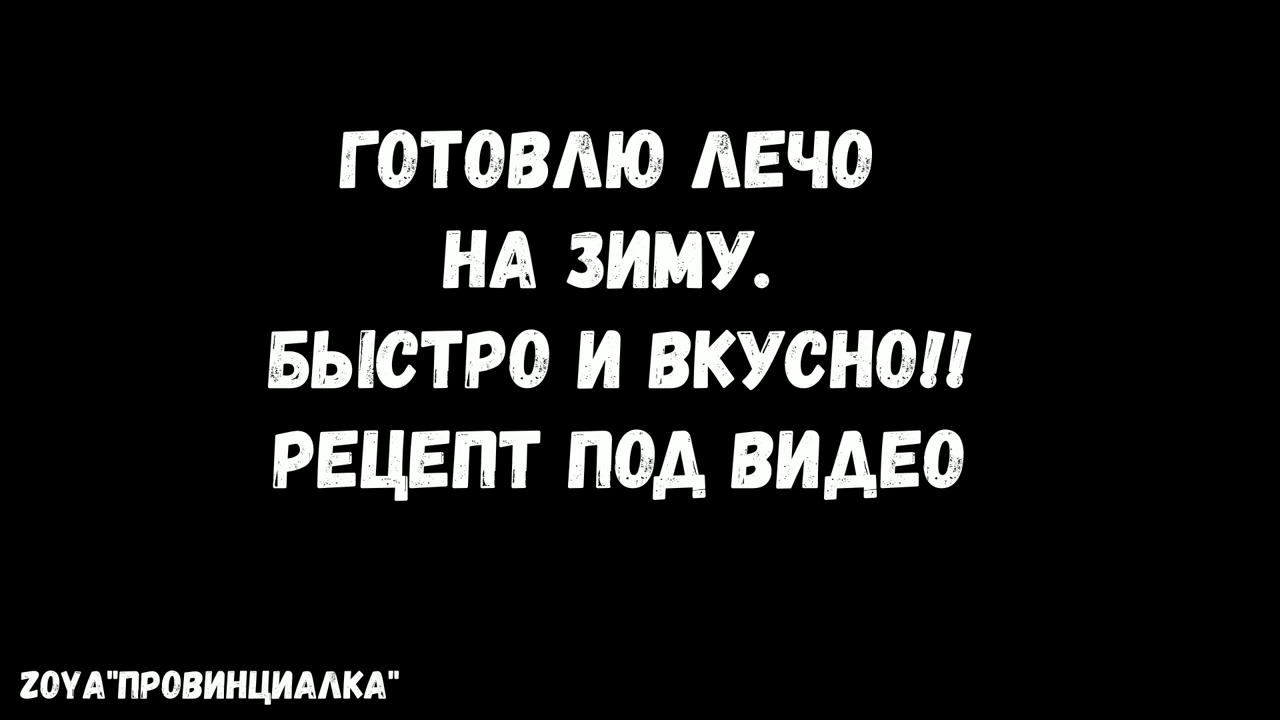 ГОТОВЛЮ ЛЕЧО
НА ЗИМУ.
БЫСТРО И ВКУСНО!!
РЕЦЕПТ ПОД ВИДЕО
ZOYA"ПРОВИНЦИАЛКА"